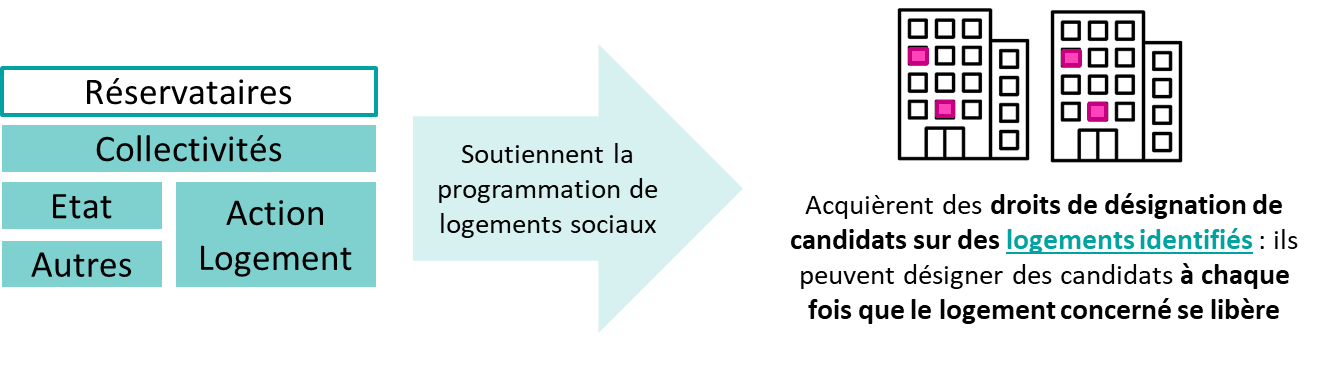 Réservataires
Collectivités
Etat
Autres
Action
Logement
Soutiennent la
programmation de
logements sociaux
Acquièrent des droits de désignation de
candidats sur des logements identifiés : ils
peuvent désigner des candidats à chaque
fois que le logement concerné se libère